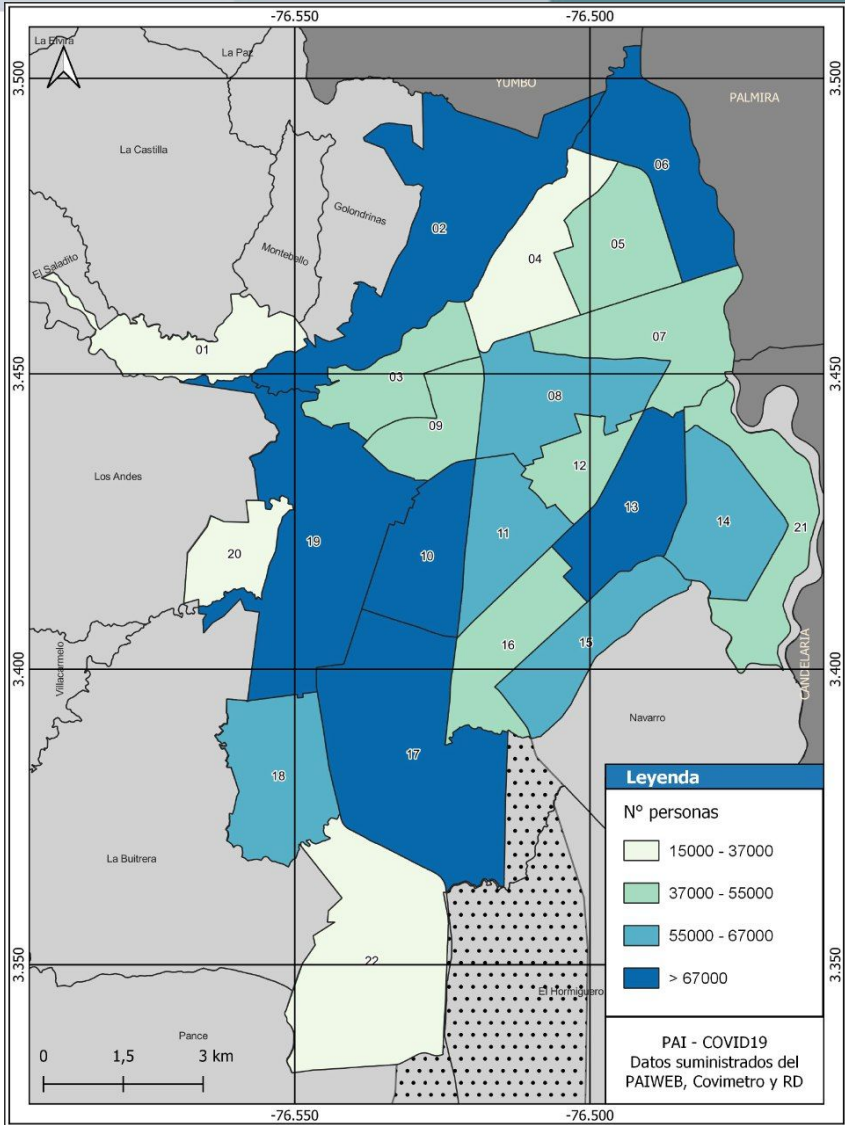 -76.550
-76.500
La Elvira
La Paz
3.500
3.500
YUMBO
PALMIRA
La Castilla
06
Golondrinas
02
05
Montebello
04
El Saladito
07
01
3.450
3.450
03
08
09
12
Los Andes
13
14
21
11
19
10
20
16
15
3.400
3.400
Villacarmelo
CANDELARIA
Navarro
17
18
La Buitrera
22
3.350
3.350
El Hormiguero
Pance
0 1,5 3 km
Leyenda
N° personas
15000 - 37000
37000 - 55000
55000 - 67000
> 67000
PAI - COVID19
Datos suministrados del
PAIWEB, Covimetro y RD
-76.550
-76.500